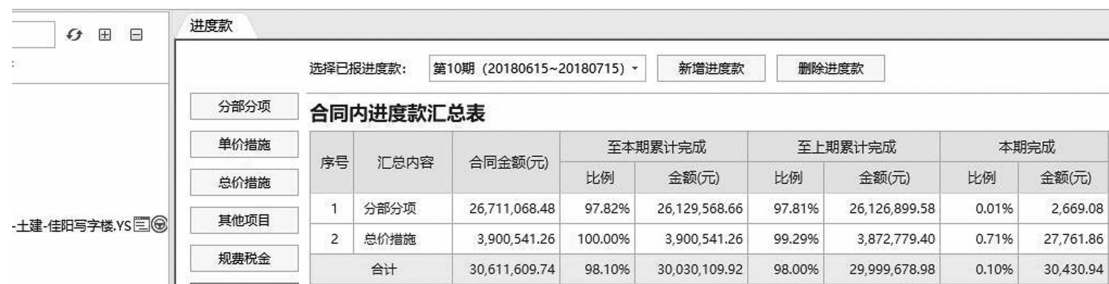 进度款
选择已报进度款： 第10期（20180615~20180715） 新增进度款 删除进度款
分部分项
单价措施
总价措施
其他项目
规费税金
-土建-佳阳写字楼.YS
合同内进度款汇总表
序号 汇总内容 合同金额(元) 至本期累计完成 至上期累计完成 本期完成
比例 金额(元) 比例 金额(元) 比例 金额(元)
1 分部分项 26,711,068.48 97.82% 26,129,568.66 97.81% 26,126,899.58 0.01% 2,669.08
2 总价措施 3,900,541.26 100.00% 3,900,541.26 99.29% 3,872,779.40 0.71% 27,761.86
合计 30,611,609.74 98.10% 30,030,109.92 98.00% 29,999,678.98 0.10% 30,430.94